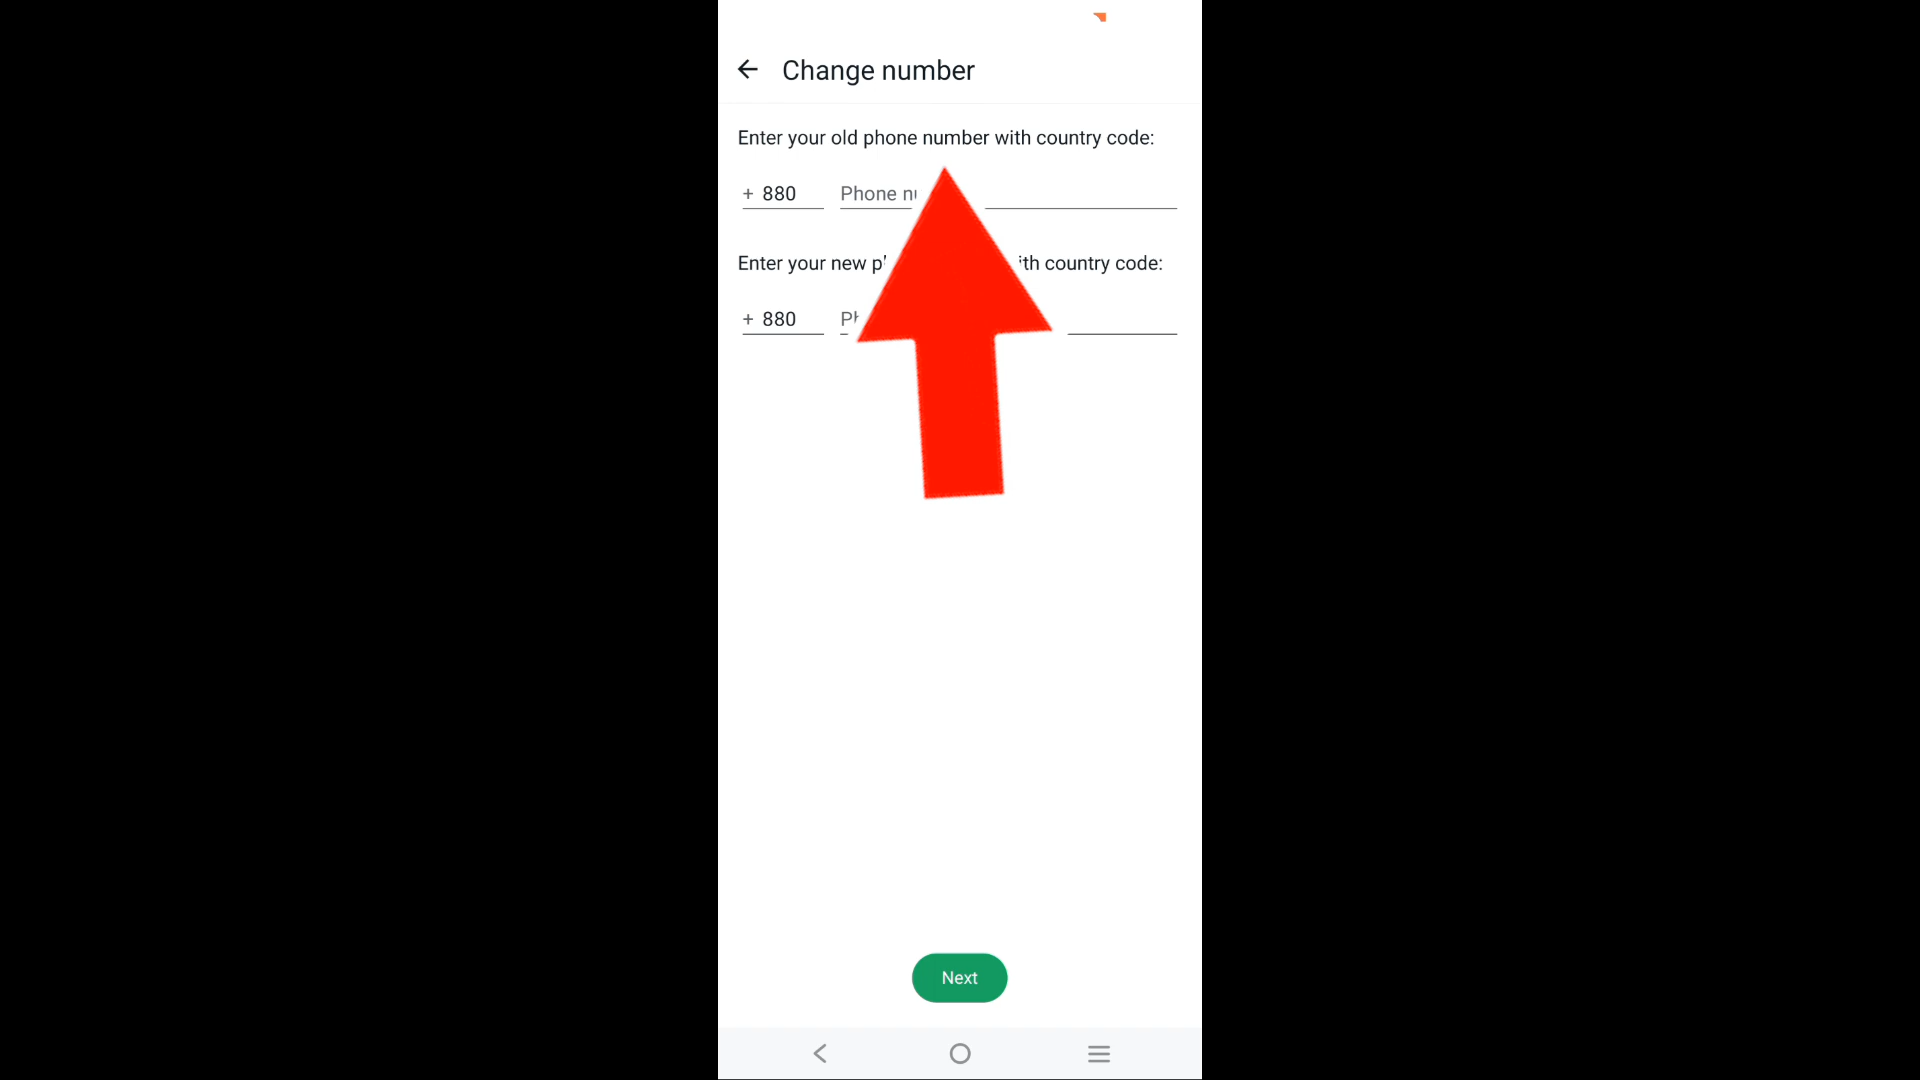 Change number
Enter your old phone number with country code:
+ 880 Phone
Enter your new country code:
+ 880
Next